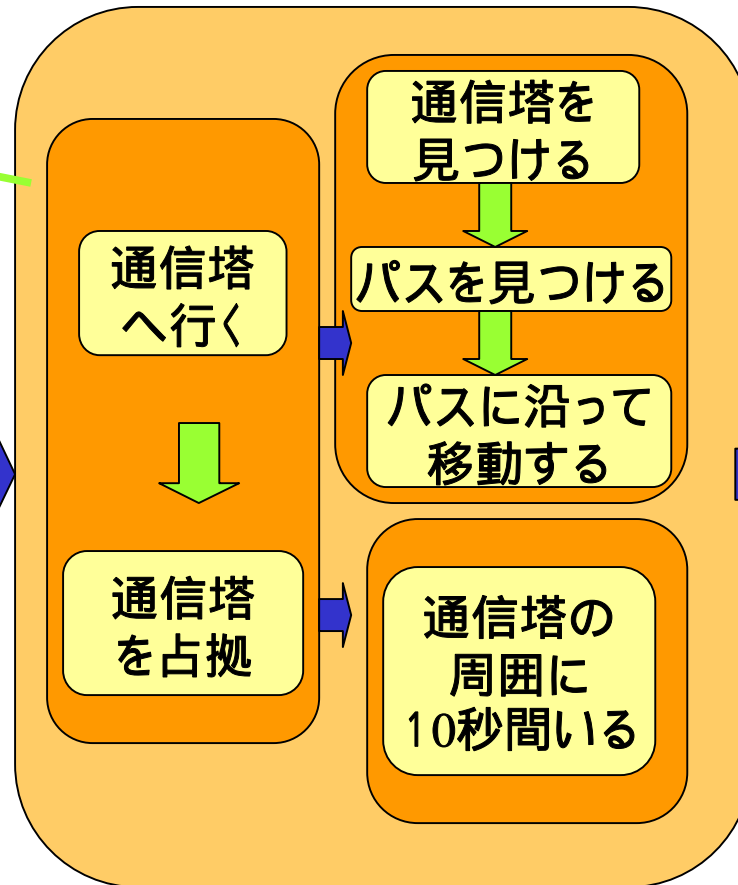 通信塔
へ行く
通信塔
を占拠
通信塔を
見つける
パスを見つける
パスに沿って
移動する
通信塔の
周囲に
10秒間いる